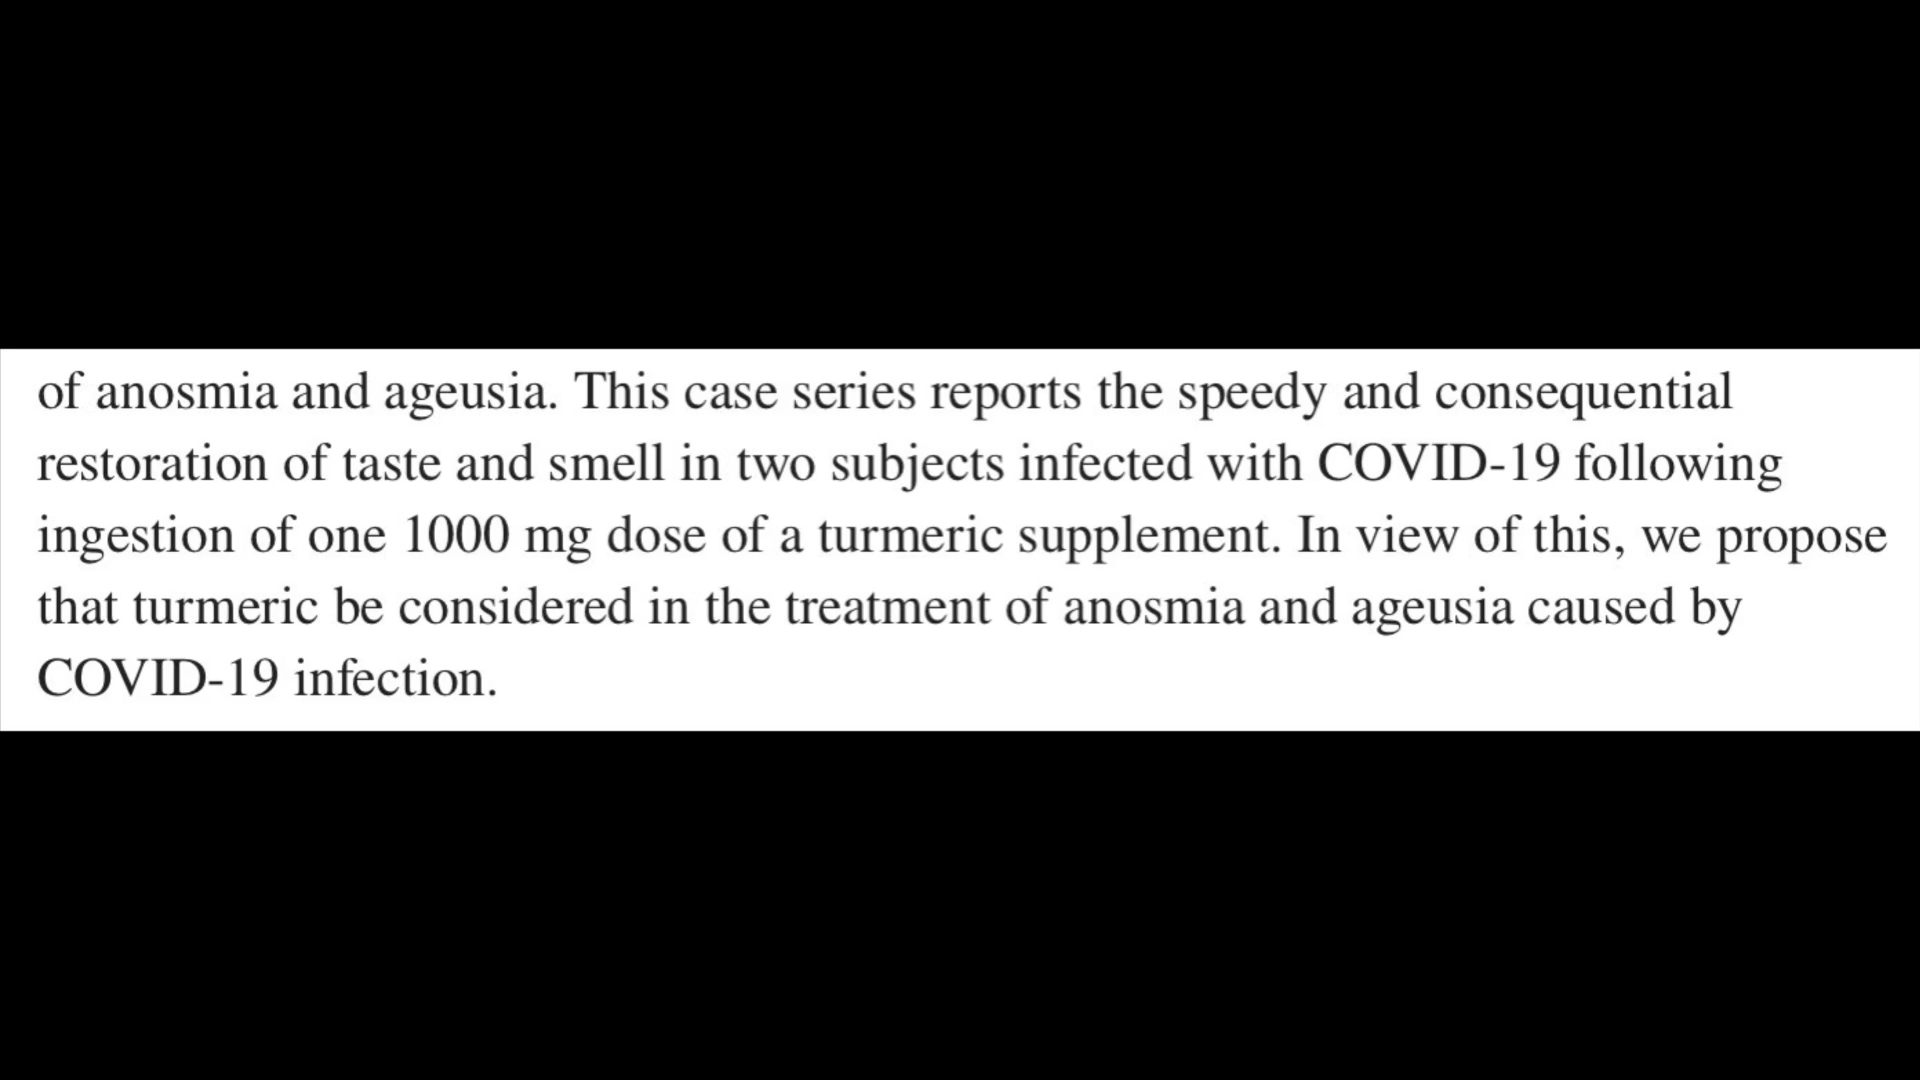 of anosmia and ageusia. This case series reports the speedy and consequential
restoration of taste and smell in two subjects infected with COVID-19 following
ingestion of one 1000 mg dose of a turmeric supplement. In view of this, we propose
that turmeric be considered in the treatment of anosmia and ageusia caused by
COVID-19 infection.